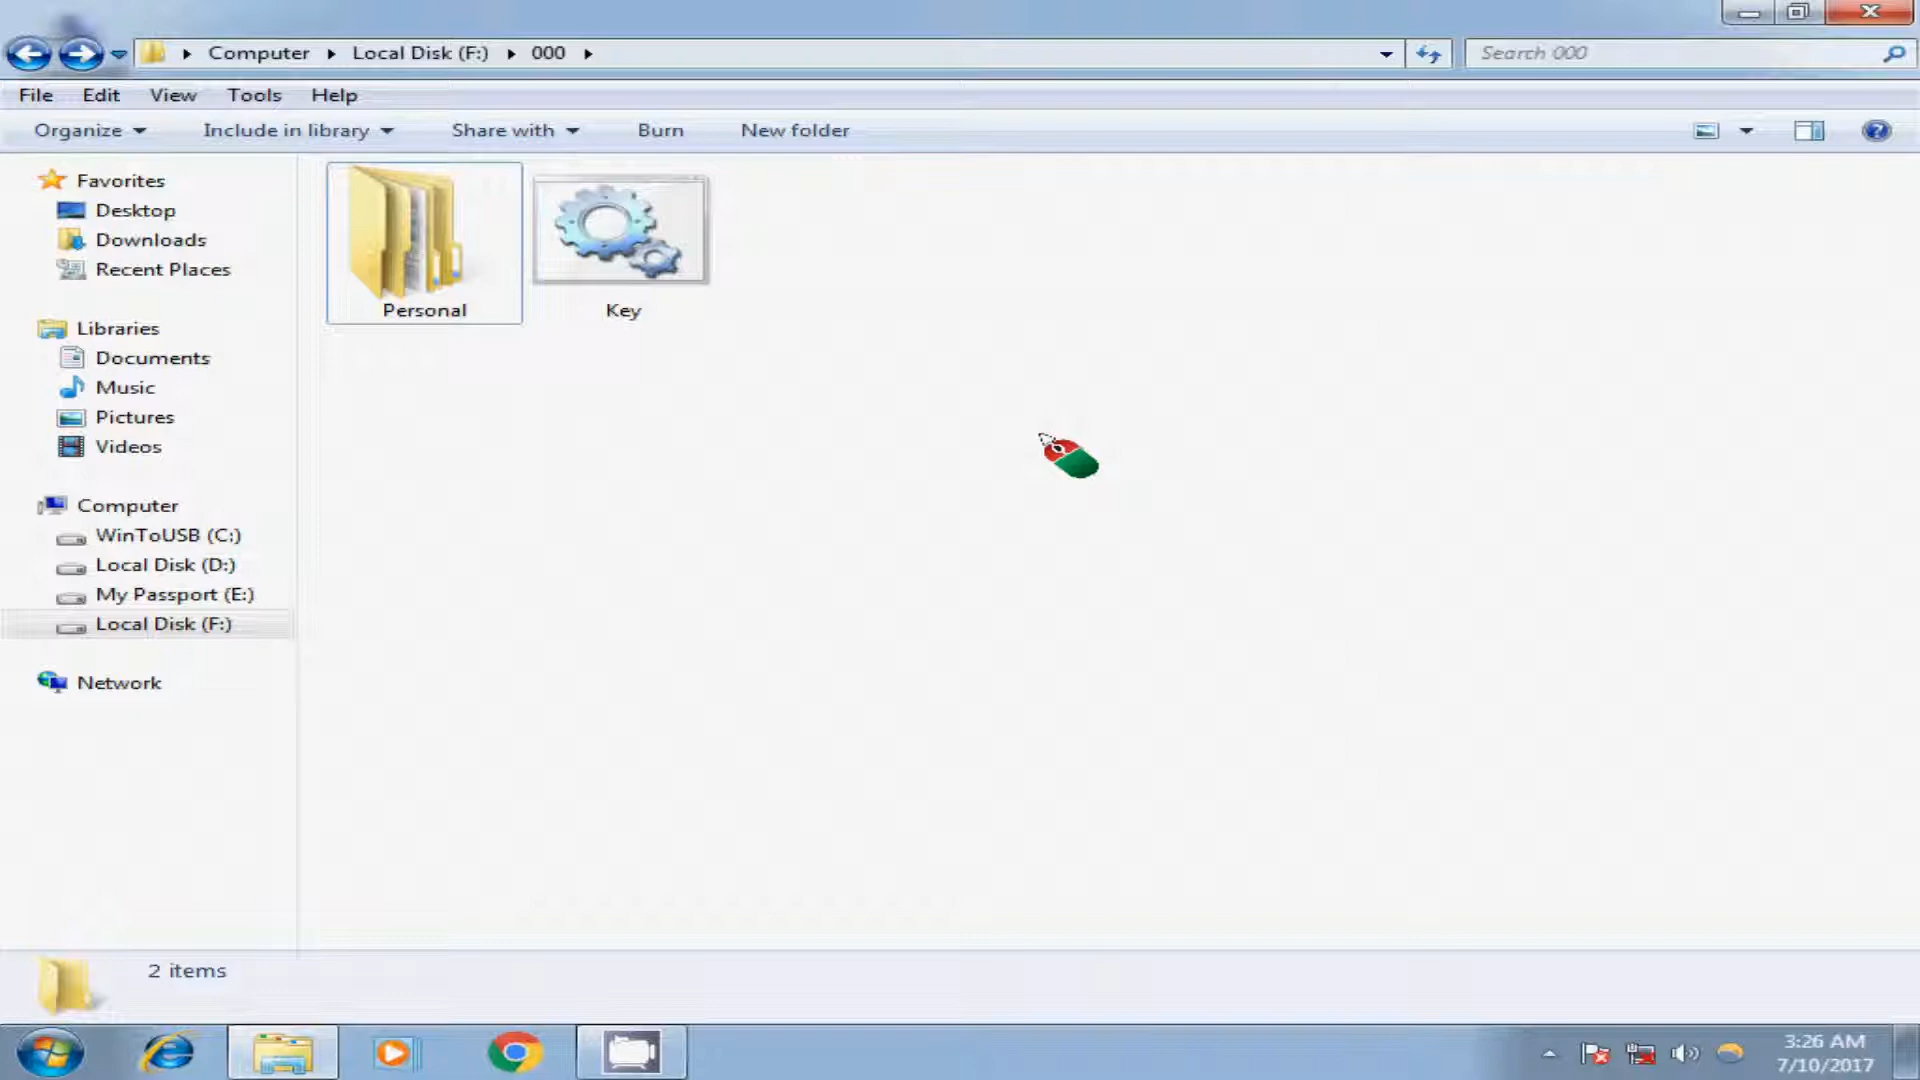 Computer Local Disk (F:) 000
Search 000
File Edit View Tools Help
Organize Include in library Share with Burn New folder
Favorites
Desktop
Downloads
Recent Places
Libraries
Documents
Music
Pictures
Videos
Computer
WinToUSB (C:)
Local Disk (D:)
My Passport (E:)
Local Disk (F:)
Network
Personal
Key
2 items
3:26 AM
7/10/2017